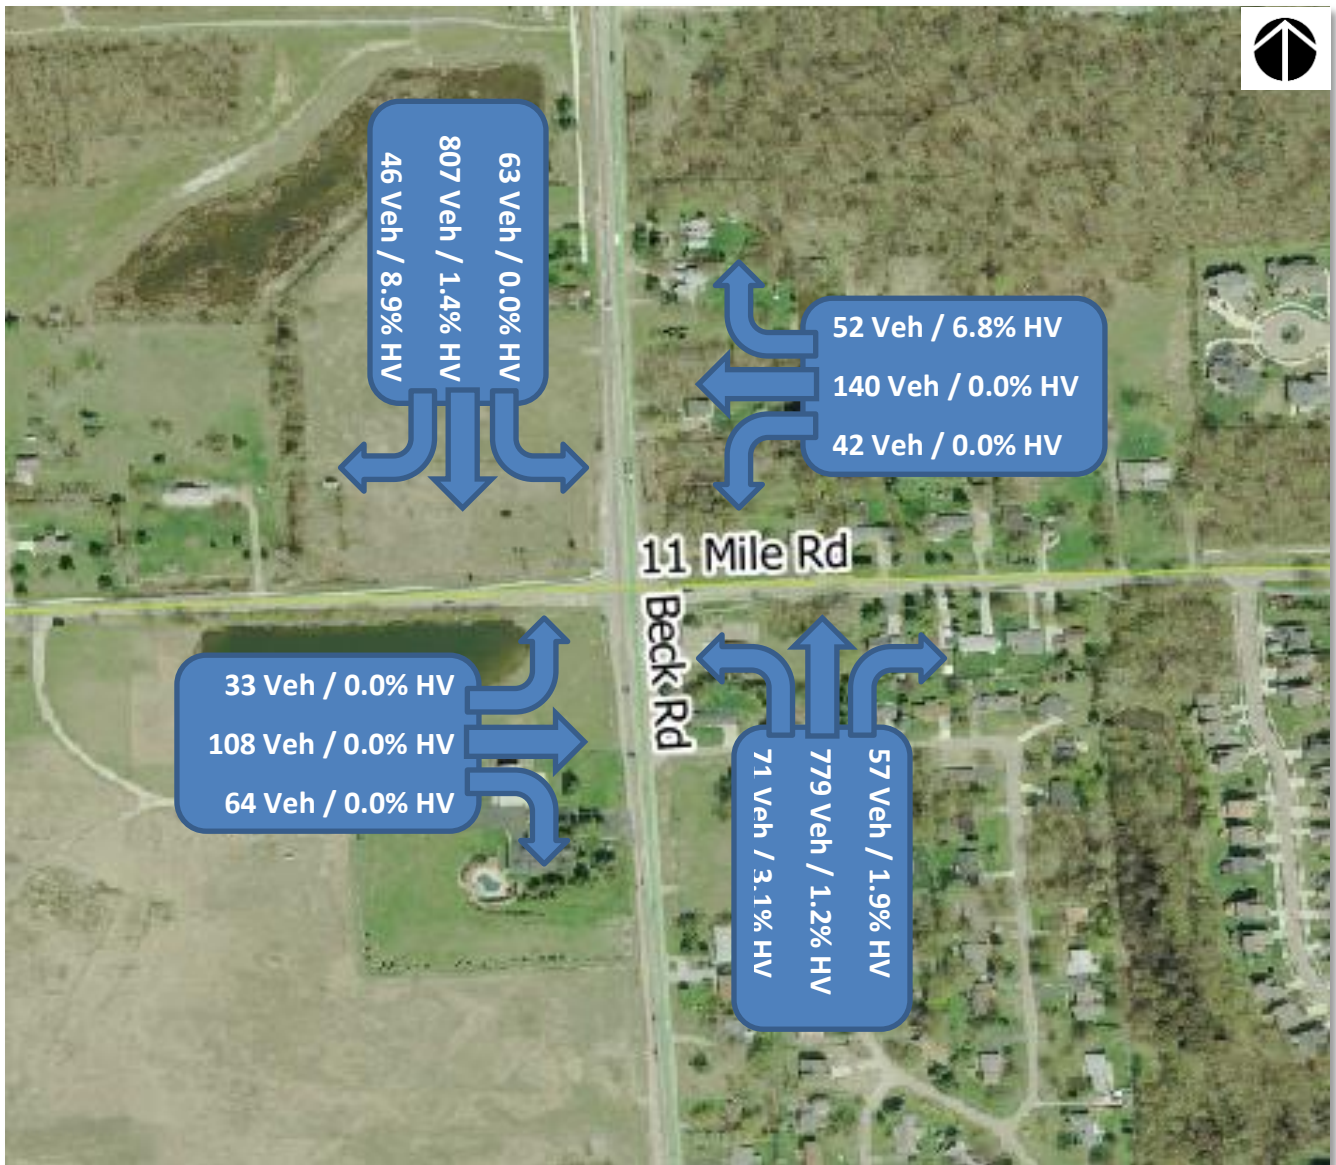 63 Veh / 0.0% HV
807 Veh / 1.4% HV
46 Veh / 8.9% HV
52 Veh / 6.8% HV
140 Veh / 0.0% HV
42 Veh / 0.0% HV
11 Mile Rd
Beck Rd
33 Veh / 0.0% HV
108 Veh / 0.0% HV
64 Veh / 0.0% HV
57 Veh / 1.9% HV
779 Veh / 1.2% HV
71 Veh / 3.1% HV